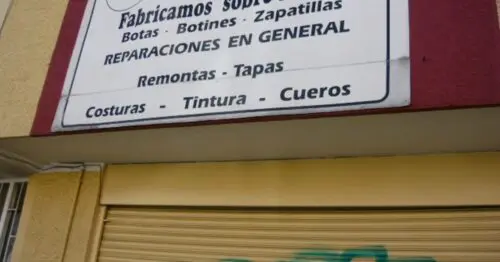 Fabricamos sobre
Botas · Botines · Zapatillas
REPARACIONES EN GENERAL
Remontas - Tapas
Costuras - Tintura - Cueros